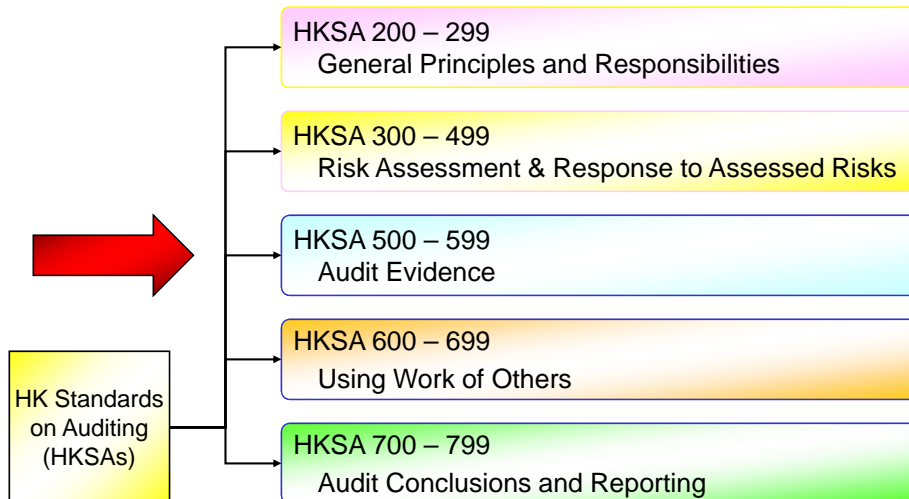 HKSA 200 – 299
General Principles and Responsibilities
HKSA 300 – 499
Risk Assessment & Response to Assessed Risks
HKSA 500 – 599
Audit Evidence
HKSA 600 – 699
Using Work of Others
HK Standards
on Auditing
(HKSAs)
HKSA 700 – 799
Audit Conclusions and Reporting